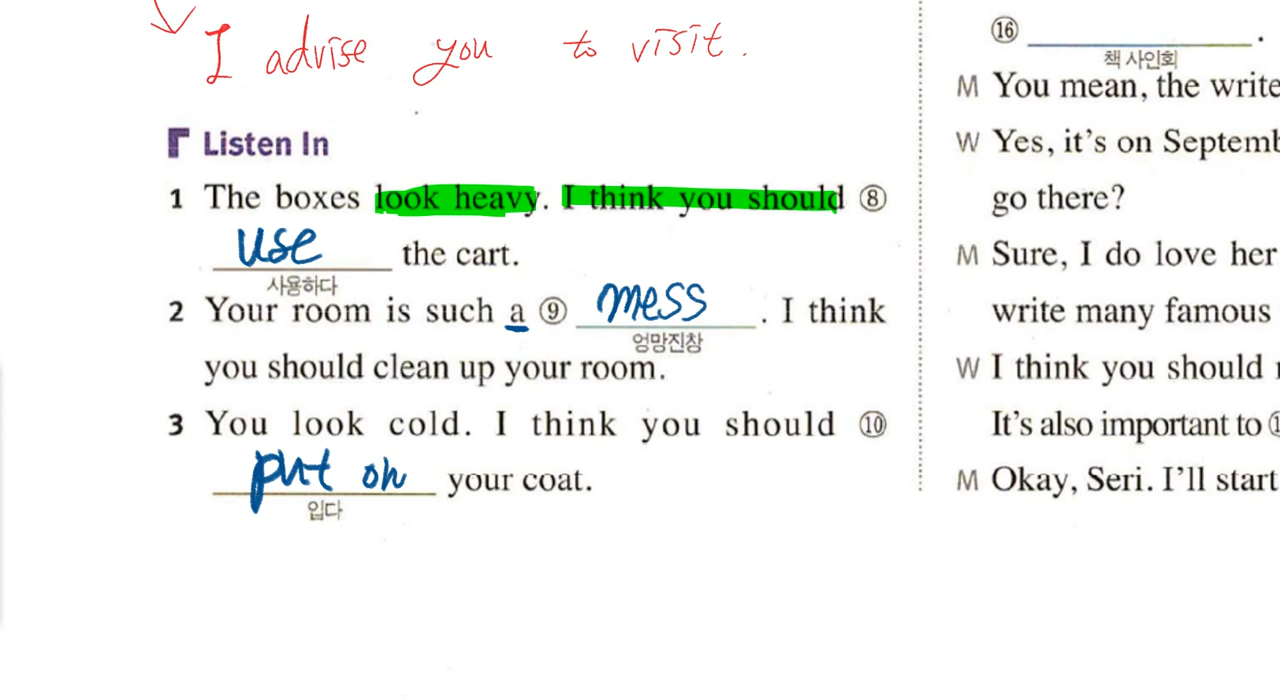 I advise you to visit.
Listen In
1 The boxes look heavy. I think you should ⑧
use the cart.
사용하다
2 Your room is such a ⑨ mess . I think
엉망진창
you should clean up your room.
3 You look cold. I think you should ⑩
put on your coat.
입다
⑯ .
책 사인회
M You mean, the write
W Yes, it's on Septemb
go there?
M Sure, I do love her
write many famous
W I think you should
It's also important to
M Okay, Seri. I'll start